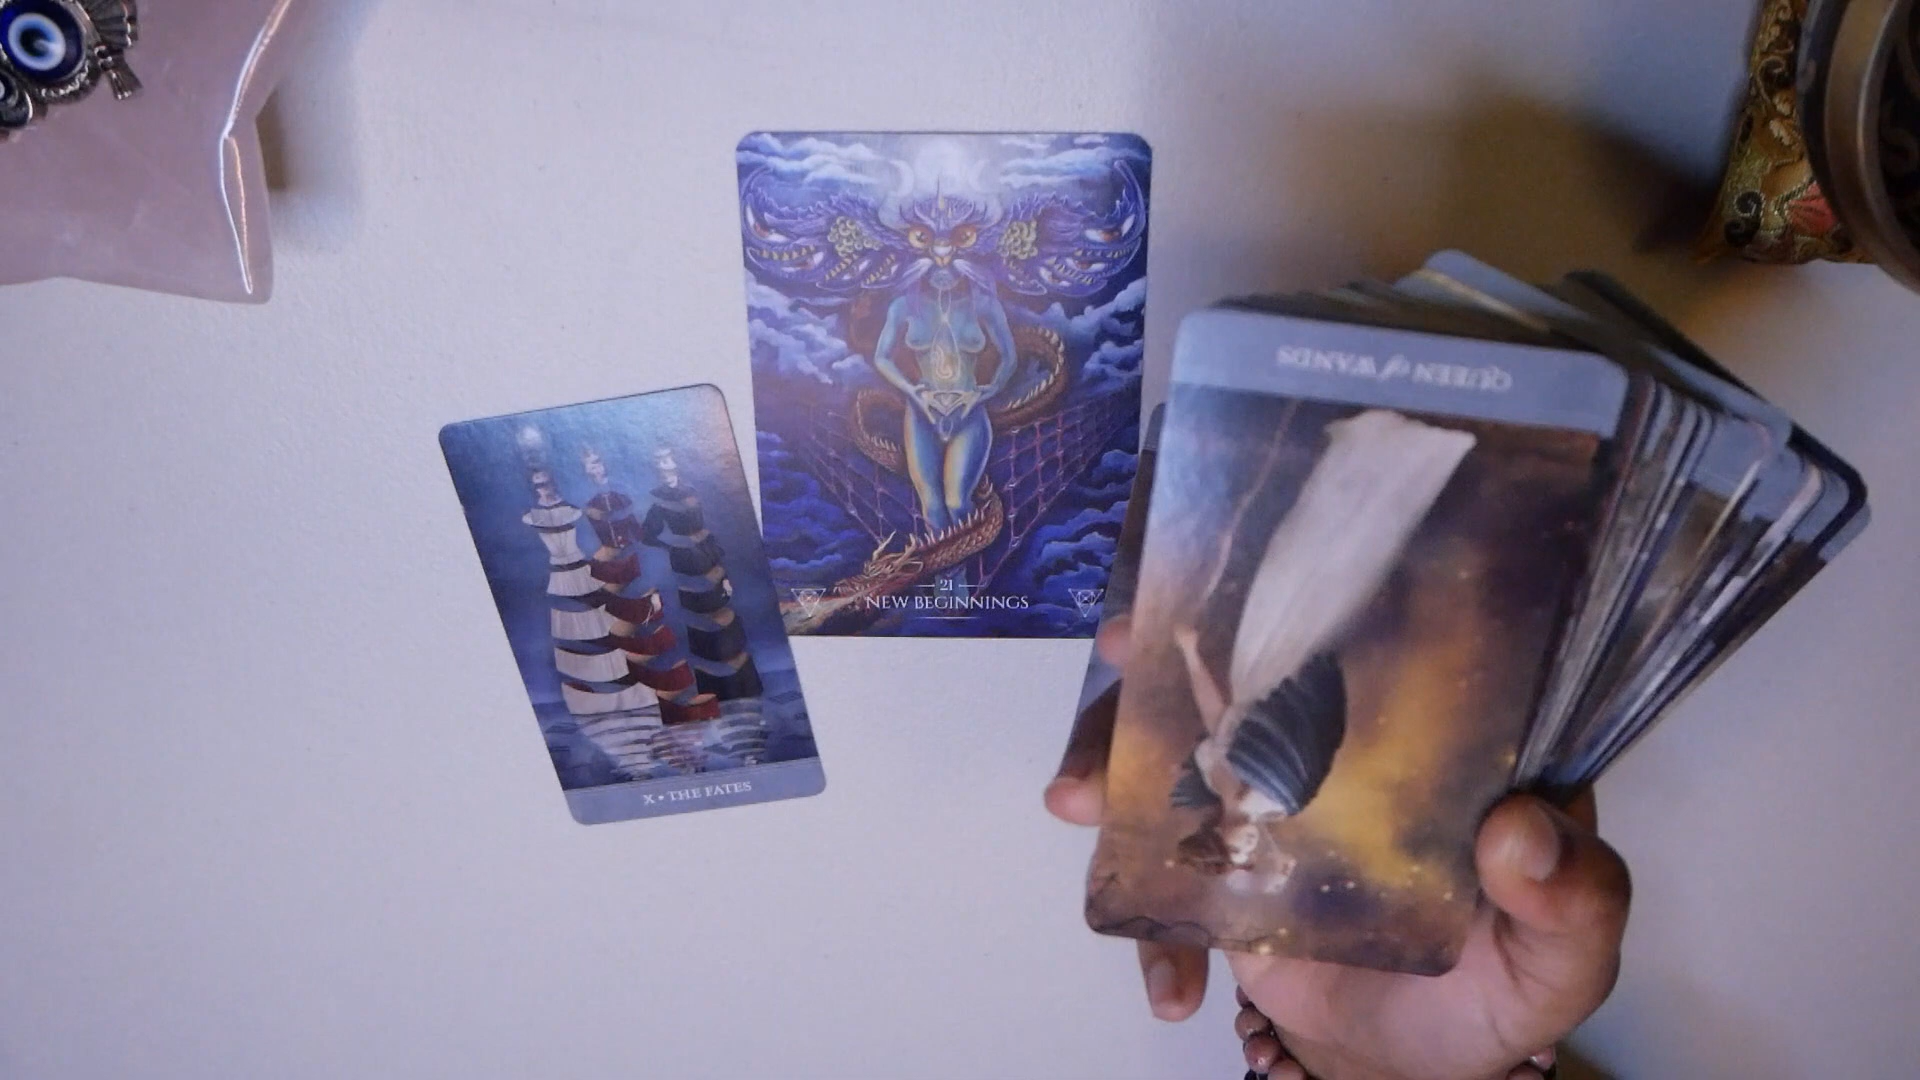 21
NEW BEGINNINGS
QUEEN of WANDS
X • THE FATES